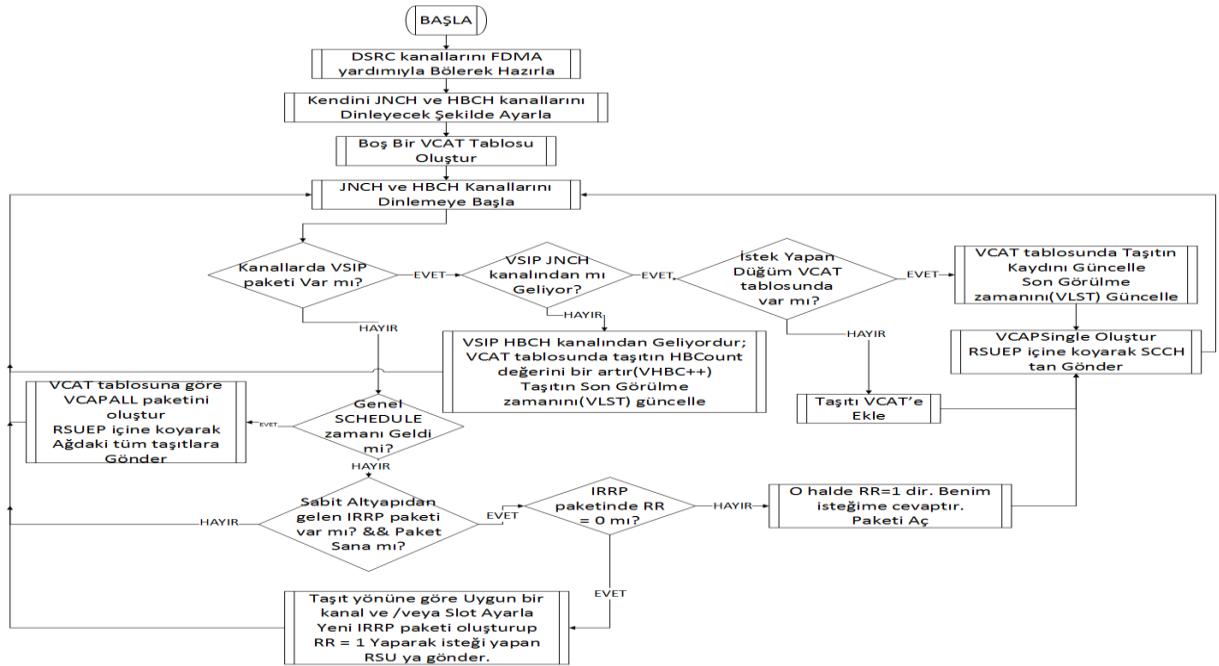 BAŞLA
DSRC kanallarını FDMA
yardımıyla Bölerek Hazırla
Kendini JNCH ve HBCH kanallarını
Dinleyecek Şekilde Ayarla
Boş Bir VCAT Tablosu
Oluştur
JNCH ve HBCH Kanallarını
Dinlemeye Başla
Kanallarda VSIP
paketi Var mı?
EVET
VSIP JNCH
kanalından mı
Geliyor?
EVET
İstek Yapan
Düğüm VCAT
tablosunda
var mı?
EVET
VCAT tablosunda Taşıtın
Kaydını Güncelle
Son Görülme
zamanını(VLST) Güncelle
HAYIR
HAYIR
HAYIR
VSIP HBCH kanalından Geliyordur;
VCAT tablosunda taşıtın HBCount
değerini bir artır(VHBC++)
Taşıtın Son Görülme
zamanını(VLST) güncelle
VCAPSingle Oluştur
RSUEP içine koyarak SCCH
tan Gönder
Taşıtı VCAT’e
Ekle
VCAT tablosuna göre
VCAPALL paketini
oluştur
RSUEP içine koyarak
Ağdaki tüm taşıtlara
Gönder
EVET
Genel
SCHEDULE
zamanı Geldi
mi?
HAYIR
HAYIR
Sabit Altyapıdan
gelen IRRP paketi
var mı? && Paket
Sana mı?
EVET
IRRP
paketinde RR
= 0 mı?
HAYIR
O halde RR=1 dir. Benim
isteğime cevaptır.
Paketi Aç
EVET
Taşıt yönüne göre Uygun bir
kanal ve /veya Slot Ayarla
Yeni IRRP paketi oluşturup
RR = 1 Yaparak isteği yapan
RSU ya gönder.